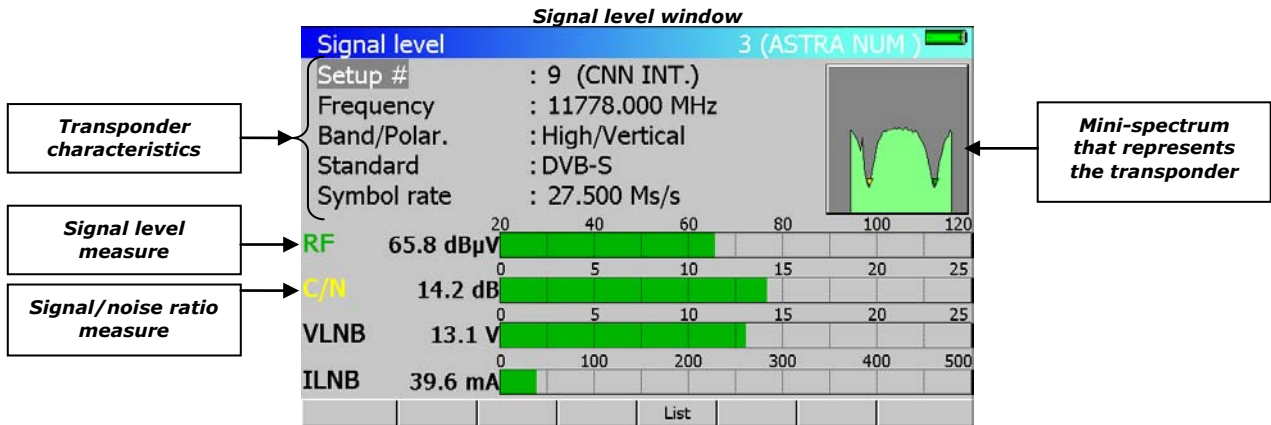 Signal level window
Signal level 3 (ASTRA NUM )
Setup # : 9 (CNN INT.)
Frequency : 11778.000 MHz
Band/Polar. : High/Vertical
Standard : DVB-S
Symbol rate : 27.500 Ms/s
Transponder
characteristics
Mini-spectrum
that represents
the transponder
Signal level
measure
20 40 60 80 100 120
RF 65.8 dBµV
Signal/noise ratio
measure
0 5 10 15 20 25
C/N 14.2 dB
0 5 10 15 20 25
VLNB 13.1 V
0 100 200 300 400 500
ILNB 39.6 mA
List